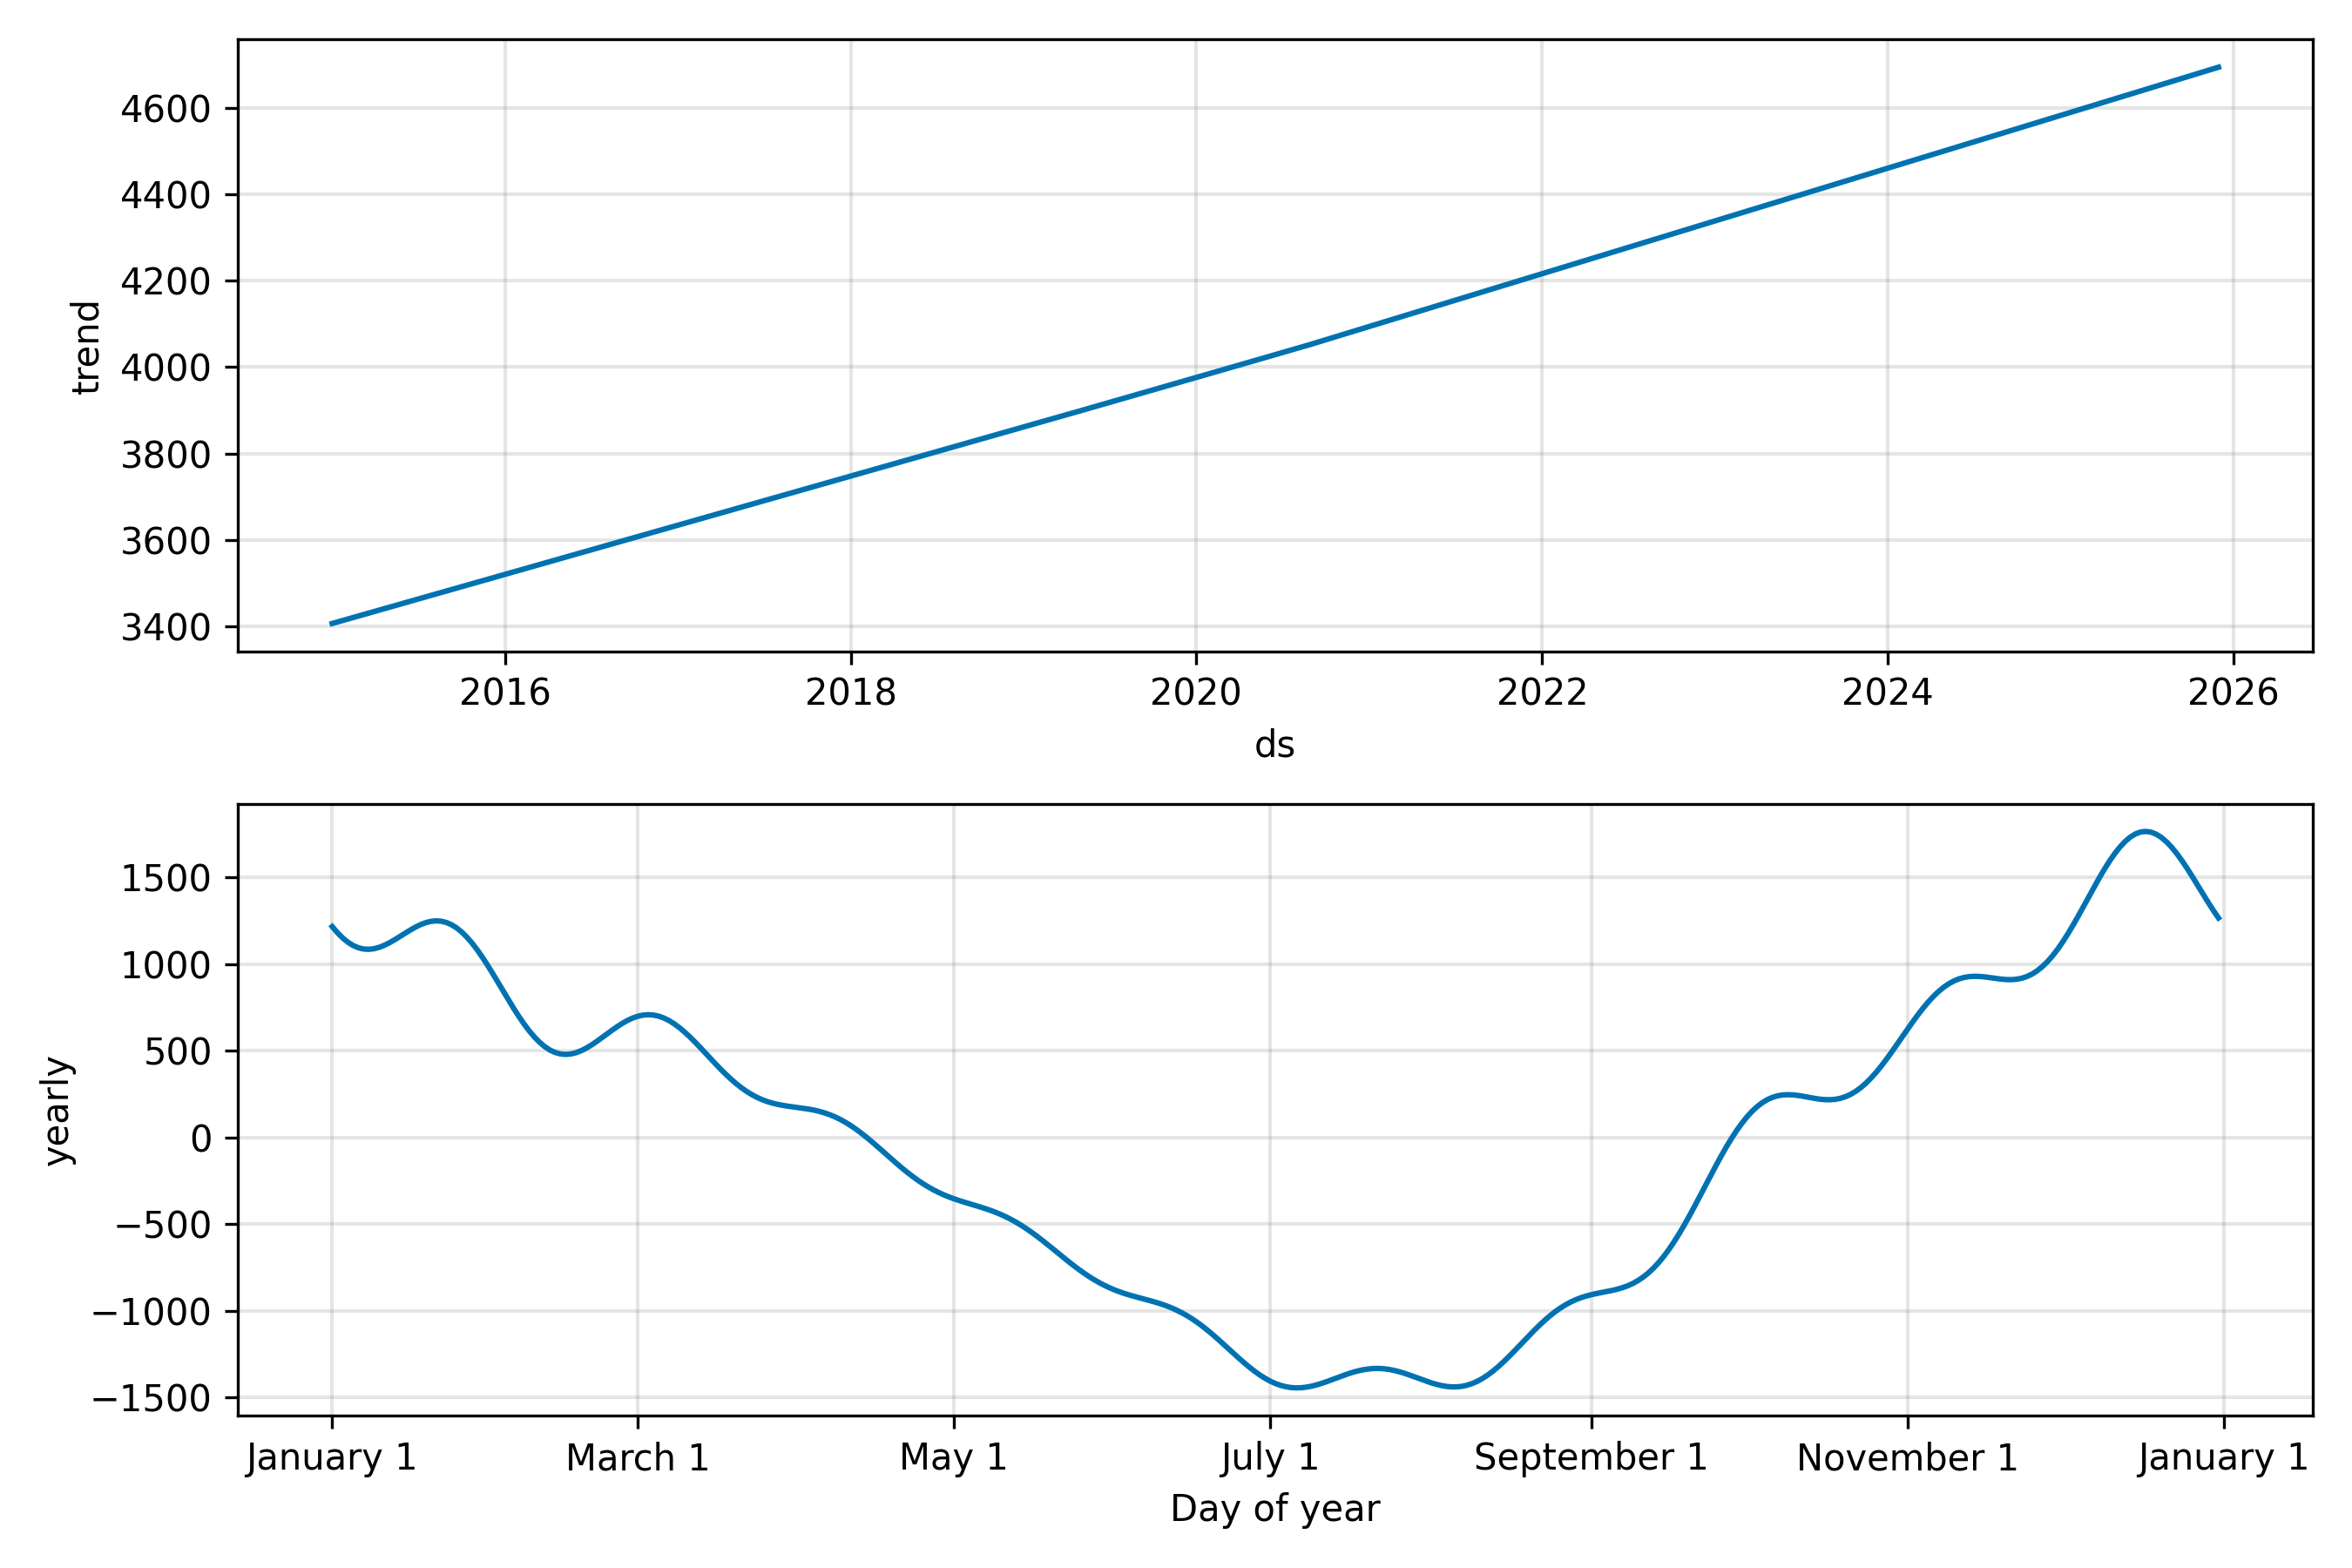 4600
4400
4200
4000
3800
3600
3400
trend
2016 2018 2020 2022 2024 2026
ds
1500
1000
500
0
−500
−1000
−1500
yearly
January 1 March 1 May 1 July 1 September 1 November 1 January 1
Day of year